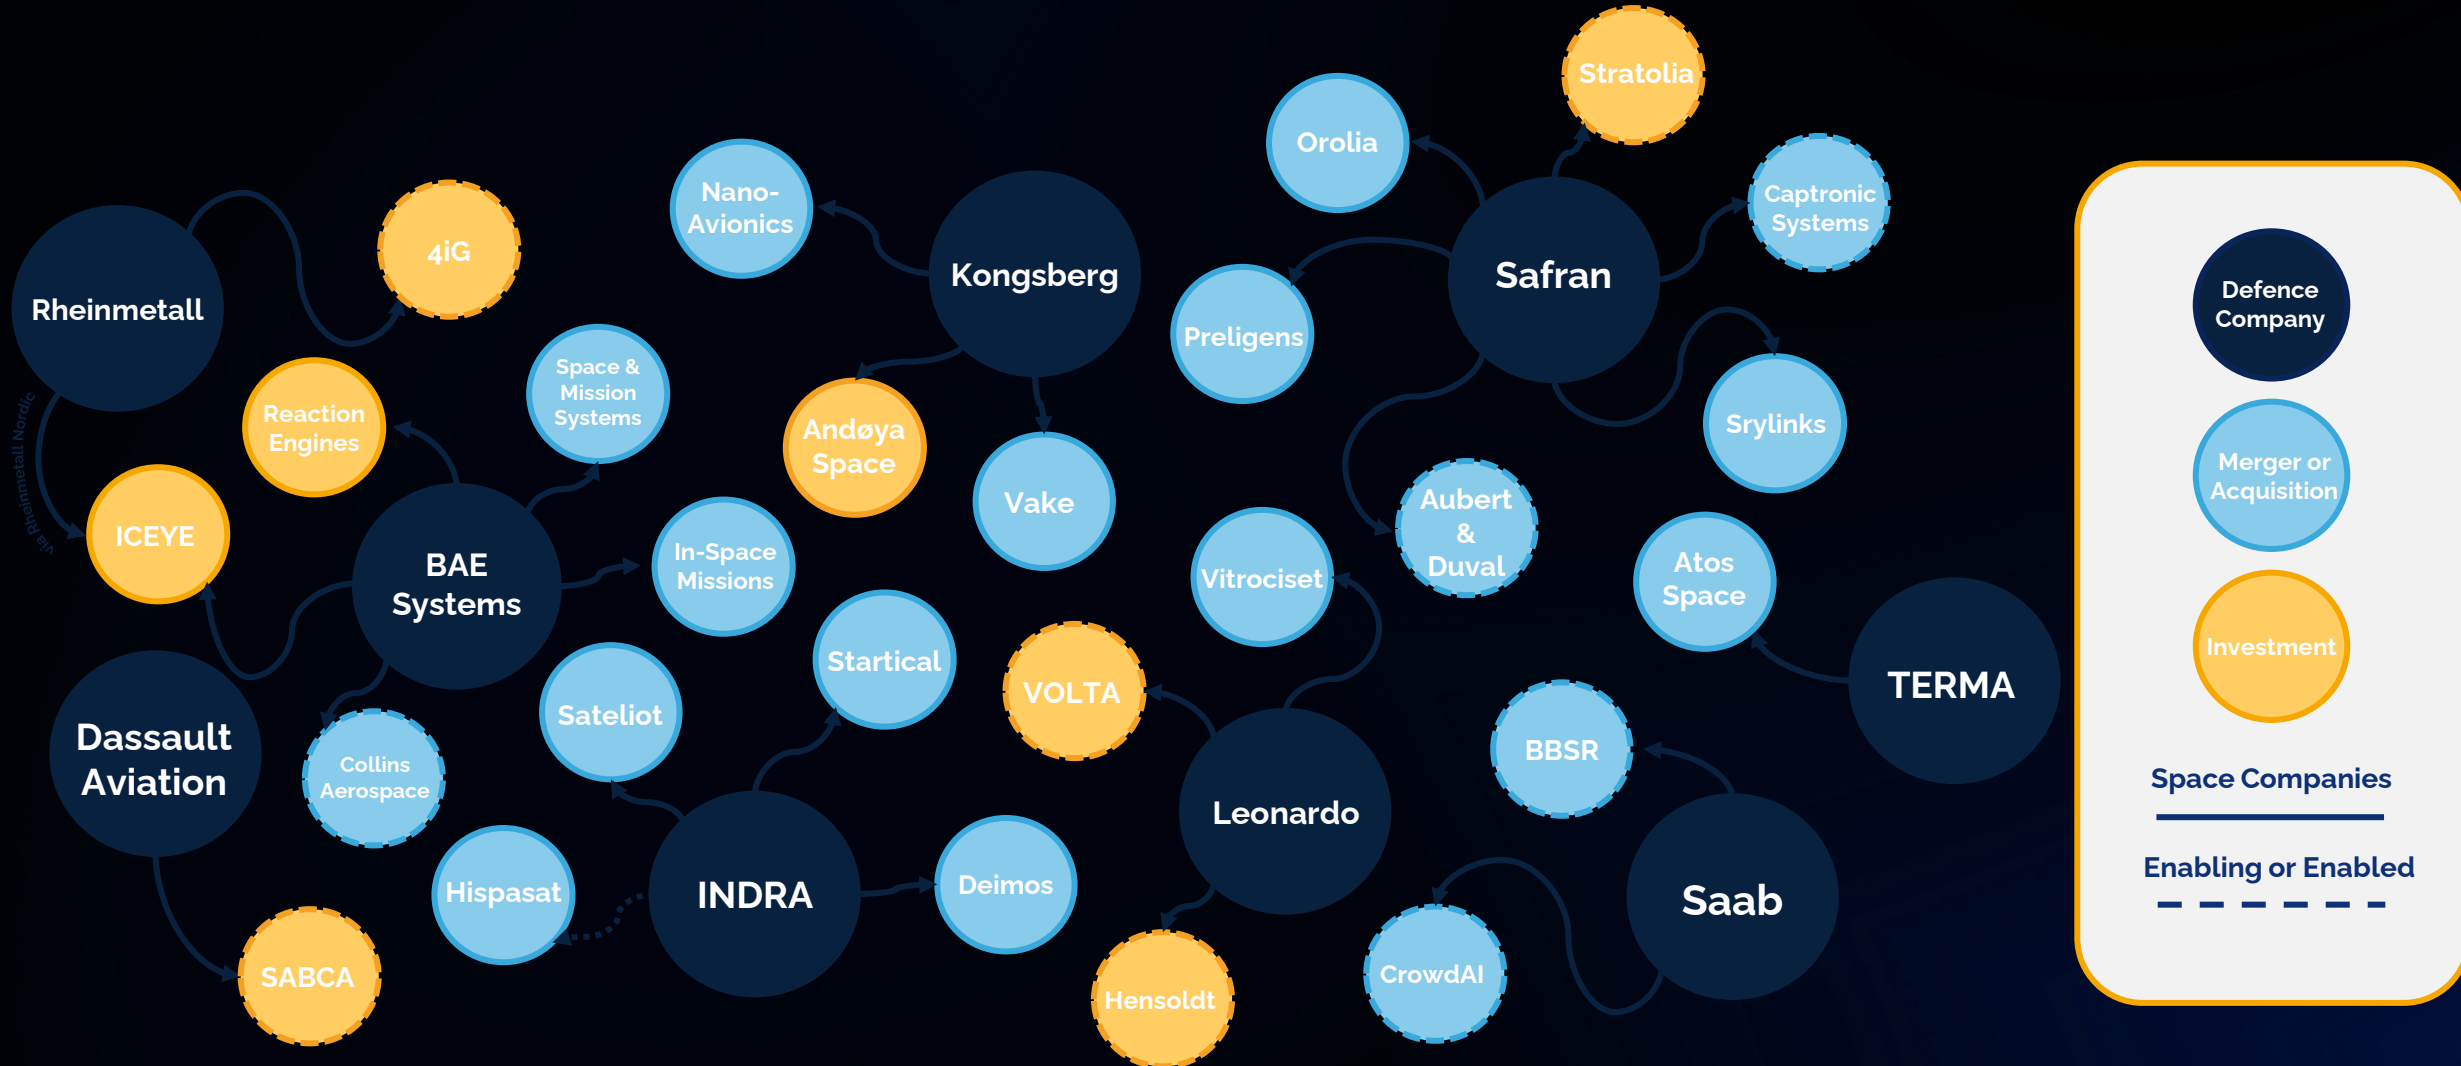 Stratolia
Orolia
Captronic
Systems
Nano-
Avionics
4iG
Kongsberg
Safran
Rheinmetall
Preligens
Space &
Mission
Systems
Reaction
Engines
via Rheinmetall Nordic
Andøya
Space
Srylinks
Vake
Aubert
&
Duval
ICEYE
BAE
Systems
In-Space
Missions
Vitrociset
Atos
Space
Startical
VOLTA
TERMA
Sateliot
Dassault
Aviation
Collins
Aerospace
BBSR
Leonardo
Hispasat
INDRA
Deimos
Saab
SABCA
Hensoldt
CrowdAI
Defence
Company
Merger or
Acquisition
Investment
Space Companies
Enabling or Enabled